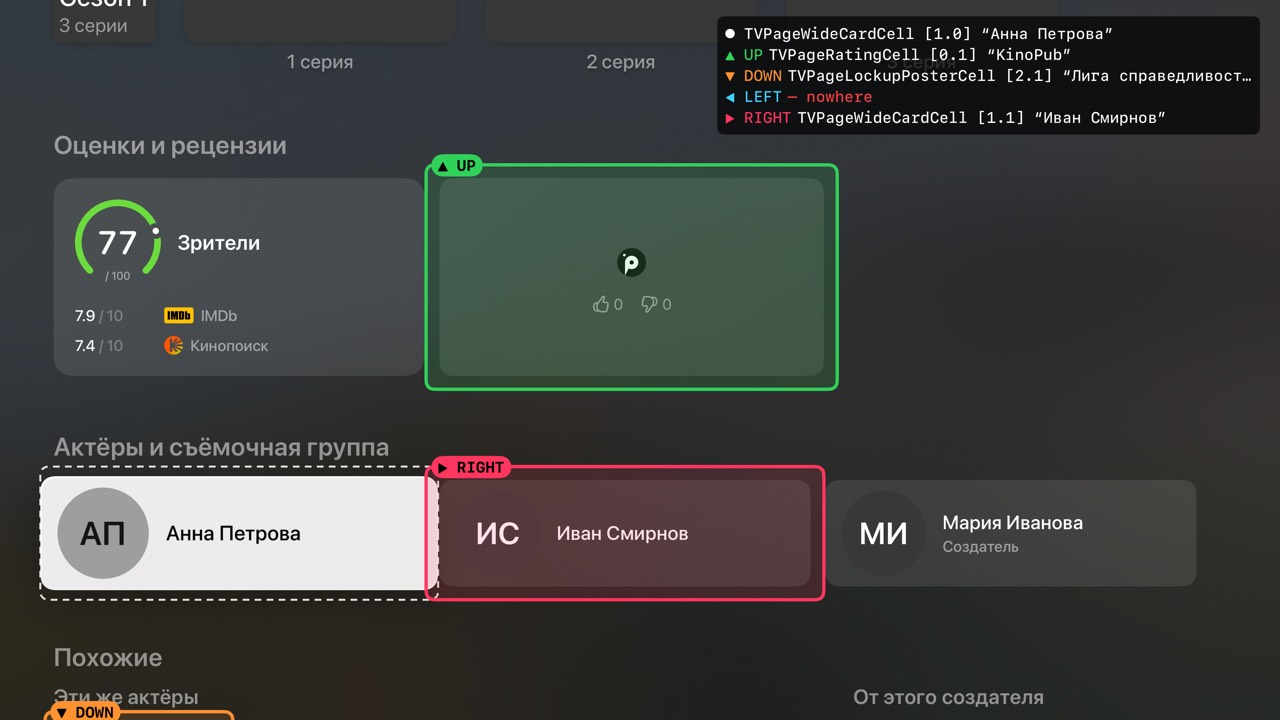 Сезон 1
3 серии
1 серия
2 серия
3 серия
● TVPageWideCardCell [1.0] “Анна Петрова”
▲ UP TVPageRatingCell [0.1] “KinoPub”
▼ DOWN TVPageLockupPosterCell [2.1] “Лига справедливост…
◀ LEFT — nowhere
▶ RIGHT TVPageWideCardCell [1.1] “Иван Смирнов”
Оценки и рецензии
▲ UP
77
/ 100
Зрители
7.9 / 10 IMDb IMDb
7.4 / 10 Кинопоиск
0 0
Актёры и съёмочная группа
▶ RIGHT
АП Анна Петрова
ИС Иван Смирнов
МИ Мария Иванова
Создатель
Похожие
Эти же актёры
От этого создателя
▼ DOWN